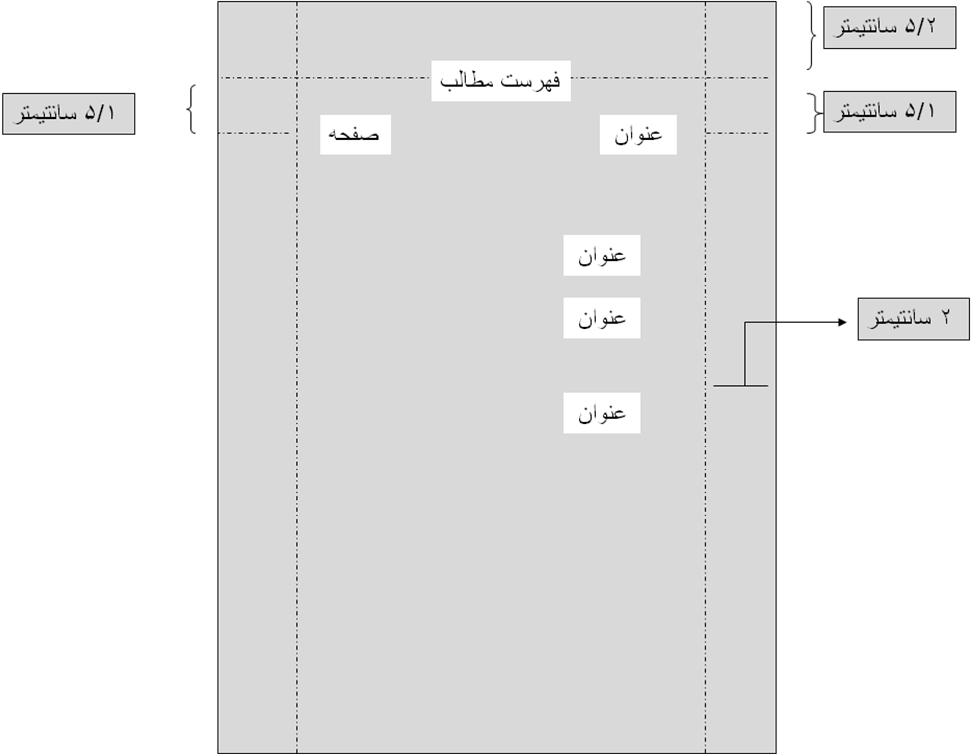 ۵/۲ سانتیمتر
فهرست مطالب
۵/۱ سانتیمتر
۵/۱ سانتیمتر
عنوان
صفحه
عنوان
عنوان
۲ سانتیمتر
عنوان